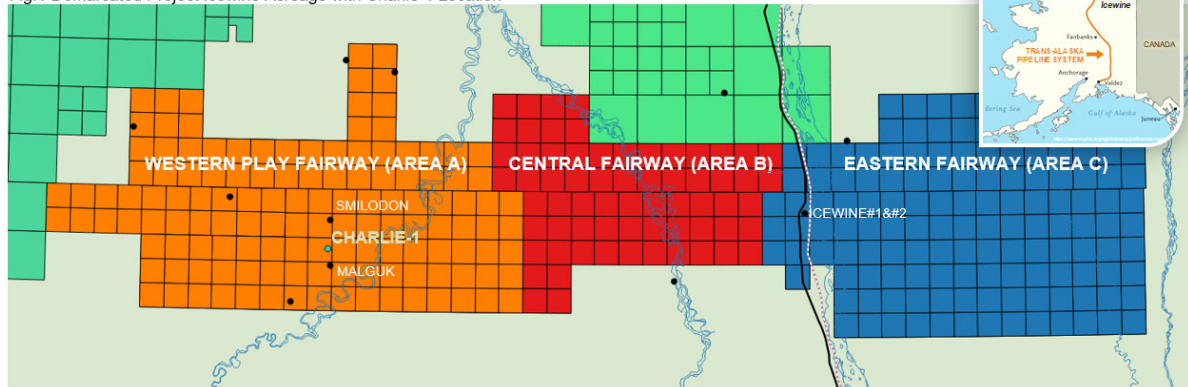 Icewine
Fairbanks
TRANS-ALASKA
PIPELINE SYSTEM
CANADA
Anchorage
Valdez
Bering Sea
Gulf of Alaska
Juneau
WESTERN PLAY FAIRWAY (AREA A)
CENTRAL FAIRWAY (AREA B)
EASTERN FAIRWAY (AREA C)
SMILODON
CEWINE#1&#2
CHARLIE-1
MALGUK